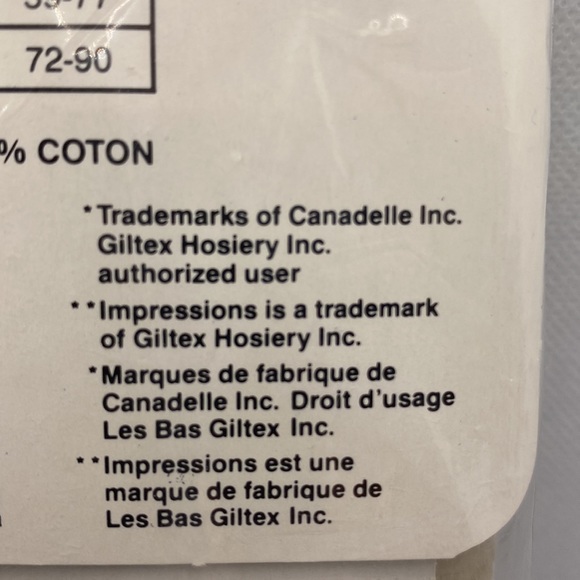 72-90
% COTON
*Trademarks of Canadelle Inc.
Giltex Hosiery Inc.
authorized user
**Impressions is a trademark
of Giltex Hosiery Inc.
*Marques de fabrique de
Canadelle Inc. Droit d'usage
Les Bas Giltex Inc.
**Impressions est une
marque de fabrique de
Les Bas Giltex Inc.